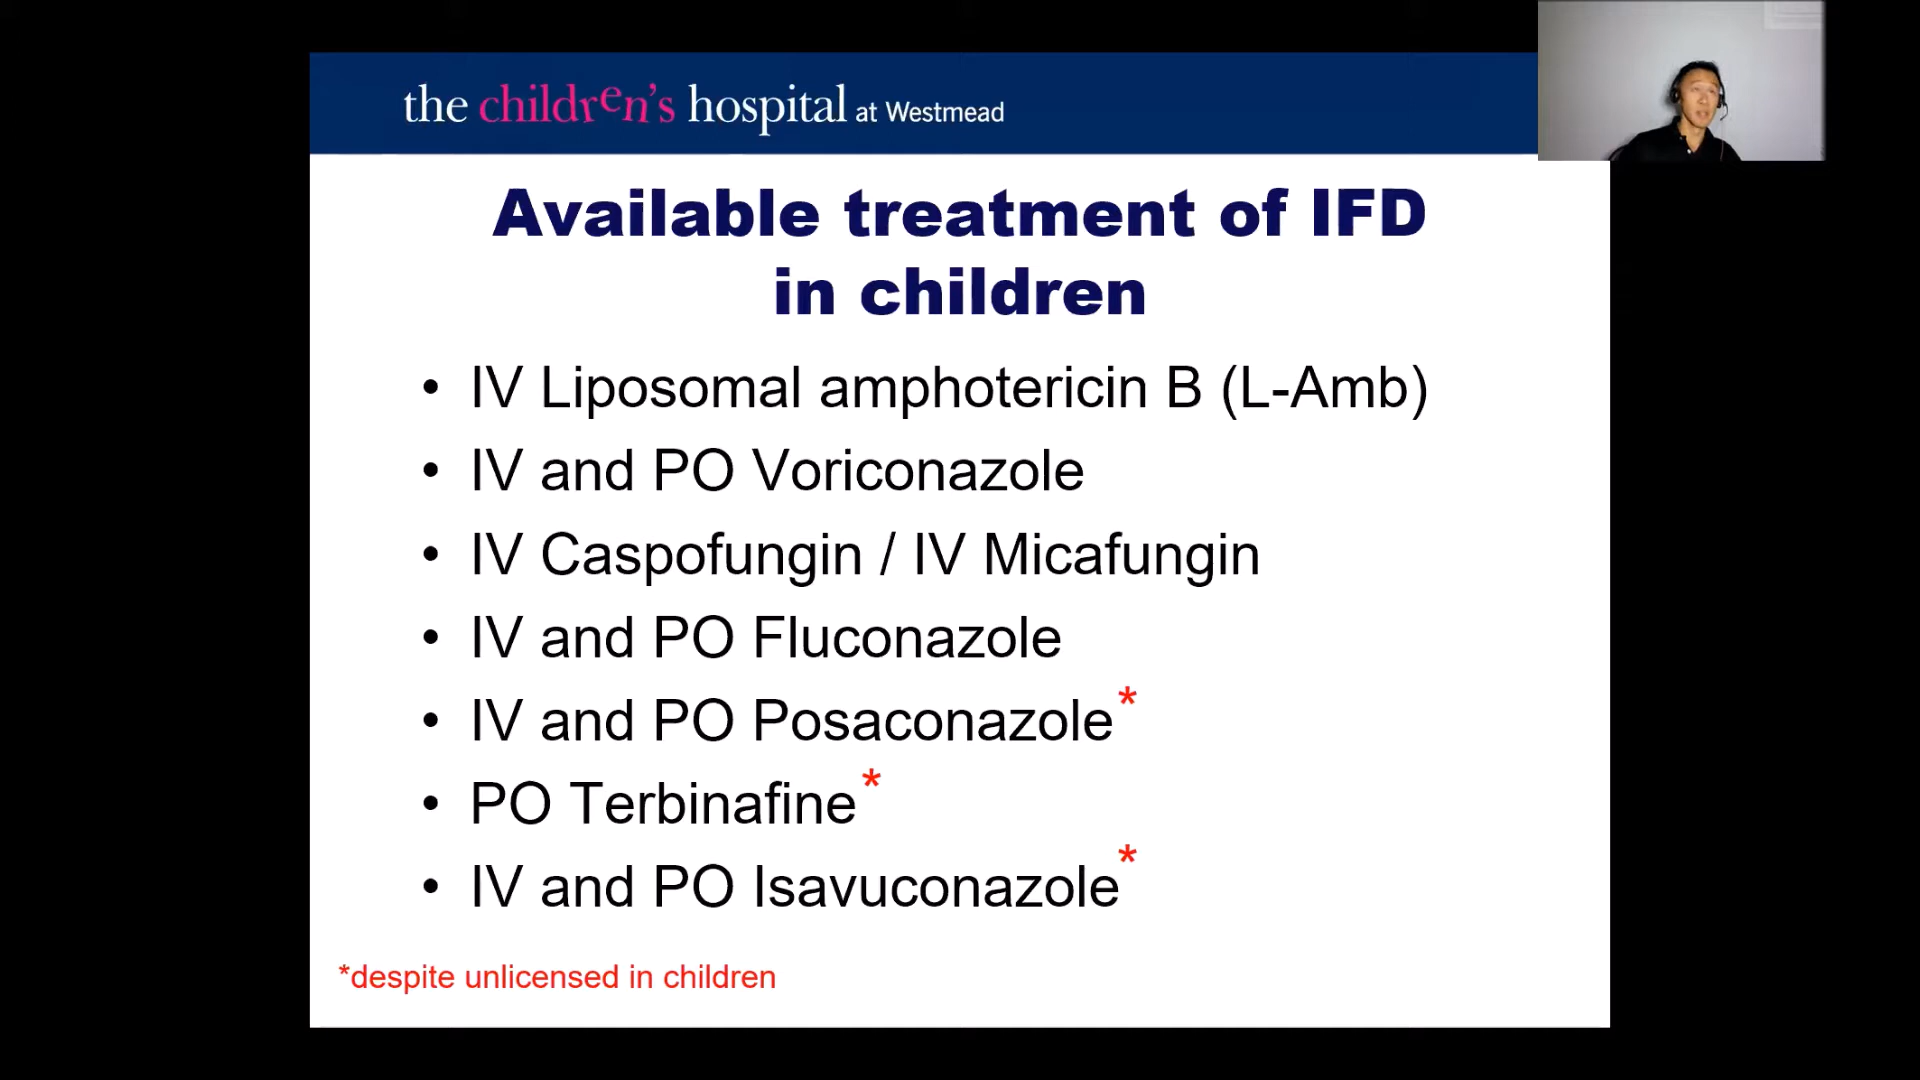 the children's hospital at Westmead
Available treatment of IFD
in children
• IV Liposomal amphotericin B (L-Amb)
• IV and PO Voriconazole
• IV Caspofungin / IV Micafungin
• IV and PO Fluconazole
• IV and PO Posaconazole*
• PO Terbinafine*
• IV and PO Isavuconazole*
*despite unlicensed in children